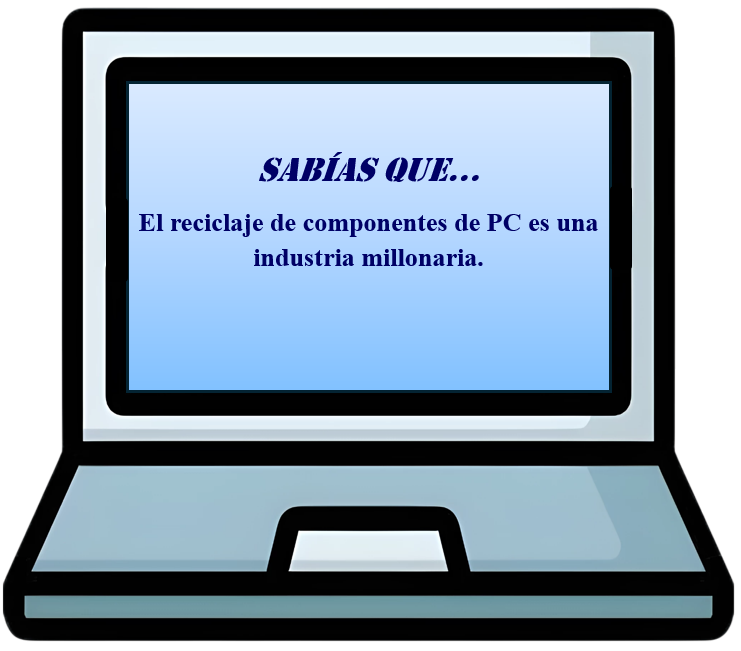 SABÍAS QUE...
El reciclaje de componentes de PC es una
industria millonaria.